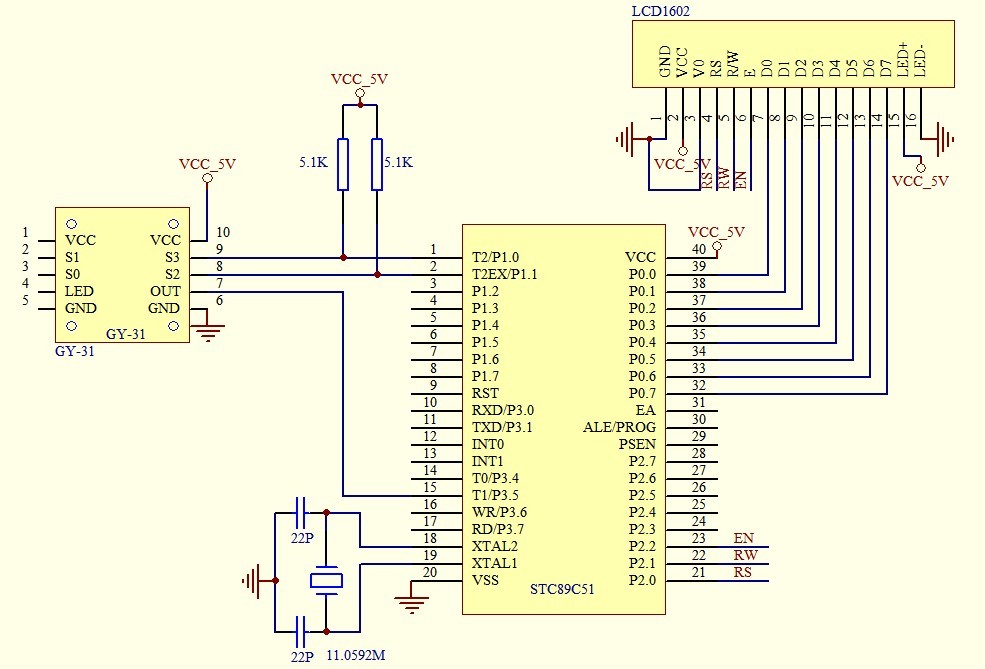 LCD1602
GND VCC V0 RS R/W E D0 D1 D2 D3 D4 D5 D6 D7 LED+ LED-
1 2 3 4 5 6 7 8 9 10 11 12 13 14 15 16
VCC_5V
RS RW EN
VCC_5V
VCC_5V
5.1K 5.1K
VCC_5V
1 VCC VCC 10
2 S1 S3 9
3 S0 S2 8
4 LED OUT 7
5 GND GND 6
GY-31
GY-31
VCC_5V
1 T2/P1.0 VCC 40
2 T2EX/P1.1 P0.0 39
3 P1.2 P0.1 38
4 P1.3 P0.2 37
5 P1.4 P0.3 36
6 P1.5 P0.4 35
7 P1.6 P0.5 34
8 P1.7 P0.6 33
9 RST P0.7 32
10 RXD/P3.0 EA 31
11 TXD/P3.1 ALE/PROG 30
12 INT0 PSEN 29
13 INT1 P2.7 28
14 T0/P3.4 P2.6 27
15 T1/P3.5 P2.5 26
16 WR/P3.6 P2.4 25
17 RD/P3.7 P2.3 24
18 XTAL2 P2.2 23 EN
19 XTAL1 P2.1 22 RW
20 VSS P2.0 21 RS
STC89C51
22P
22P 11.0592M